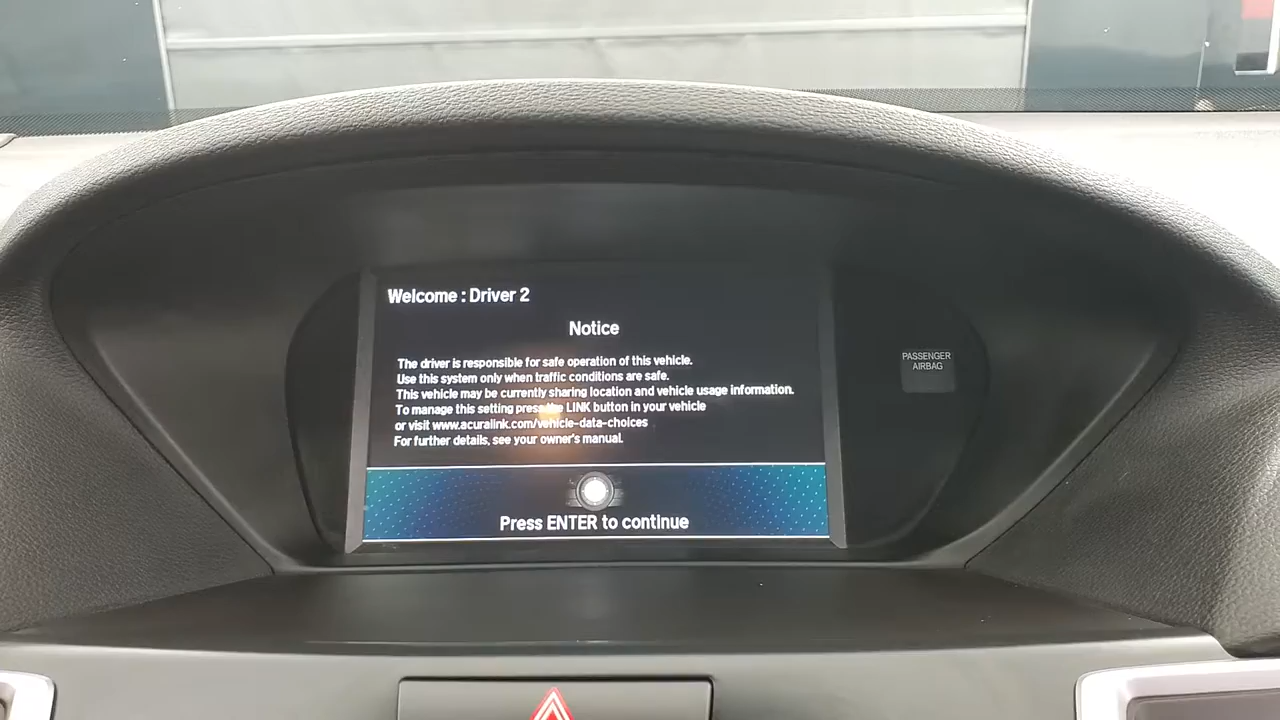 Welcome : Driver 2
Notice
The driver is responsible for safe operation of this vehicle.
Use this system only when traffic conditions are safe.
This vehicle may be currently sharing location and vehicle usage information.
To manage this setting press the LINK button in your vehicle
or visit www.acuralink.com/vehicle-data-choices
For further details, see your owner's manual.
Press ENTER to continue
PASSENGER
AIRBAG